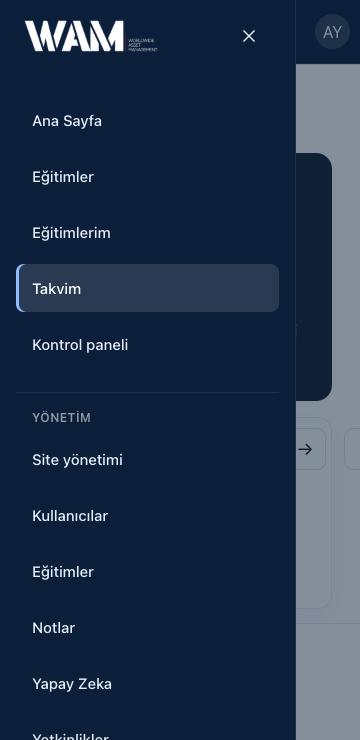 WAM WORLDWIDE
ASSET
MANAGEMENT
AY
Ana Sayfa
Eğitimler
Eğitimlerim
Takvim
Kontrol paneli
YÖNETİM
Site yönetimi
Kullanıcılar
Eğitimler
Notlar
Yapay Zeka
Yetkinlikler